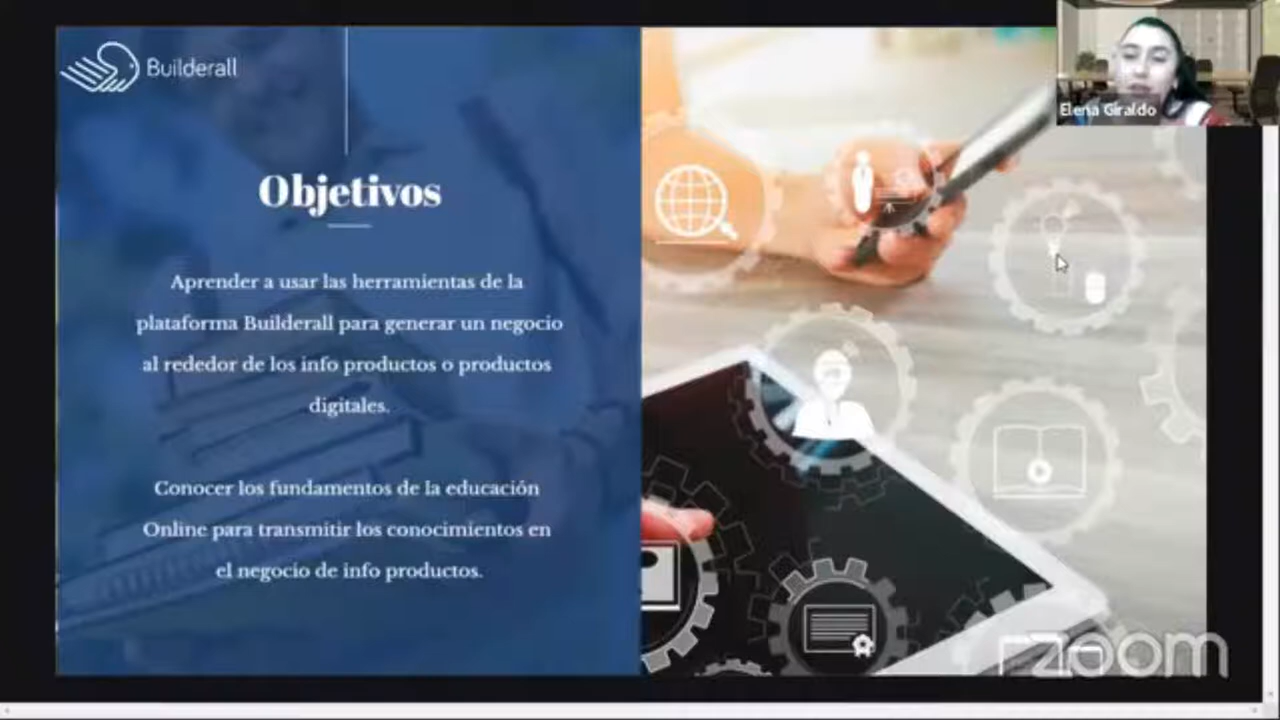 Builderall
Elena Giraldo
Objetivos
Aprender a usar las herramientas de la
plataforma Builderall para generar un negocio
al rededor de los info productos o productos
digitales.
Conocer los fundamentos de la educación
Online para transmitir los conocimientos en
el negocio de info productos.
zoom